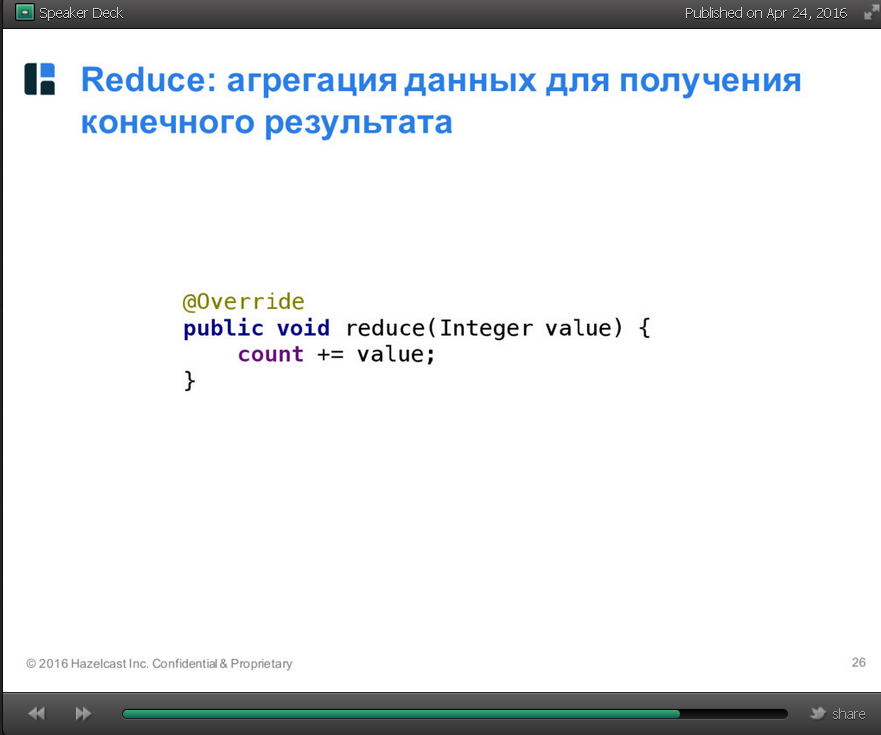 Speaker Deck
Published on Apr 24, 2016
Reduce: агрегация данных для получения
конечного результата
@Override
public void reduce(Integer value) {
    count += value;
}
© 2016 Hazelcast Inc. Confidential & Proprietary
26
share